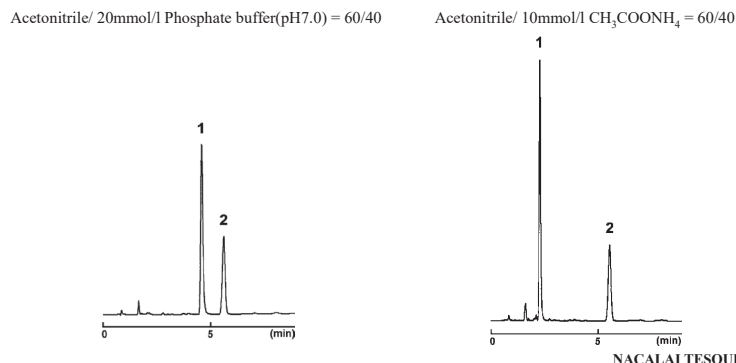 Acetonitrile/ 20mmol/l Phosphate buffer(pH7.0) = 60/40
Acetonitrile/ 10mmol/l CH₃COONH₄ = 60/40
1
2
0
5
(min)
1
2
0
5
(min)
NACALAI TESQUE